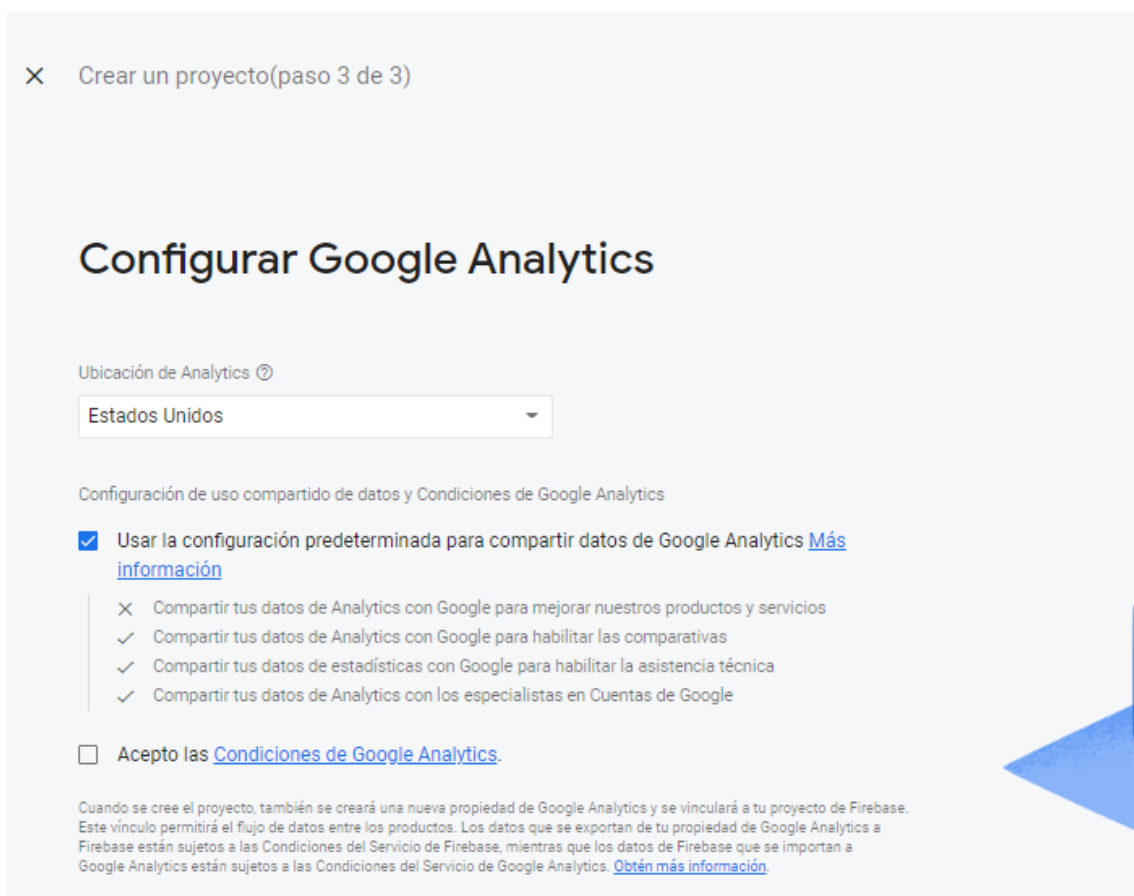 Crear un proyecto(paso 3 de 3)
Configurar Google Analytics
Ubicación de Analytics
Estados Unidos
Configuración de uso compartido de datos y Condiciones de Google Analytics
Usar la configuración predeterminada para compartir datos de Google Analytics Más
información
Compartir tus datos de Analytics con Google para mejorar nuestros productos y servicios
Compartir tus datos de Analytics con Google para habilitar las comparativas
Compartir tus datos de estadísticas con Google para habilitar la asistencia técnica
Compartir tus datos de Analytics con los especialistas en Cuentas de Google
Acepto las Condiciones de Google Analytics.
Cuando se cree el proyecto, también se creará una nueva propiedad de Google Analytics y se vinculará a tu proyecto de Firebase.
Este vínculo permitirá el flujo de datos entre los productos. Los datos que se exportan de tu propiedad de Google Analytics a
Firebase están sujetos a las Condiciones del Servicio de Firebase, mientras que los datos de Firebase que se importan a
Google Analytics están sujetos a las Condiciones del Servicio de Google Analytics. Obtén más información.